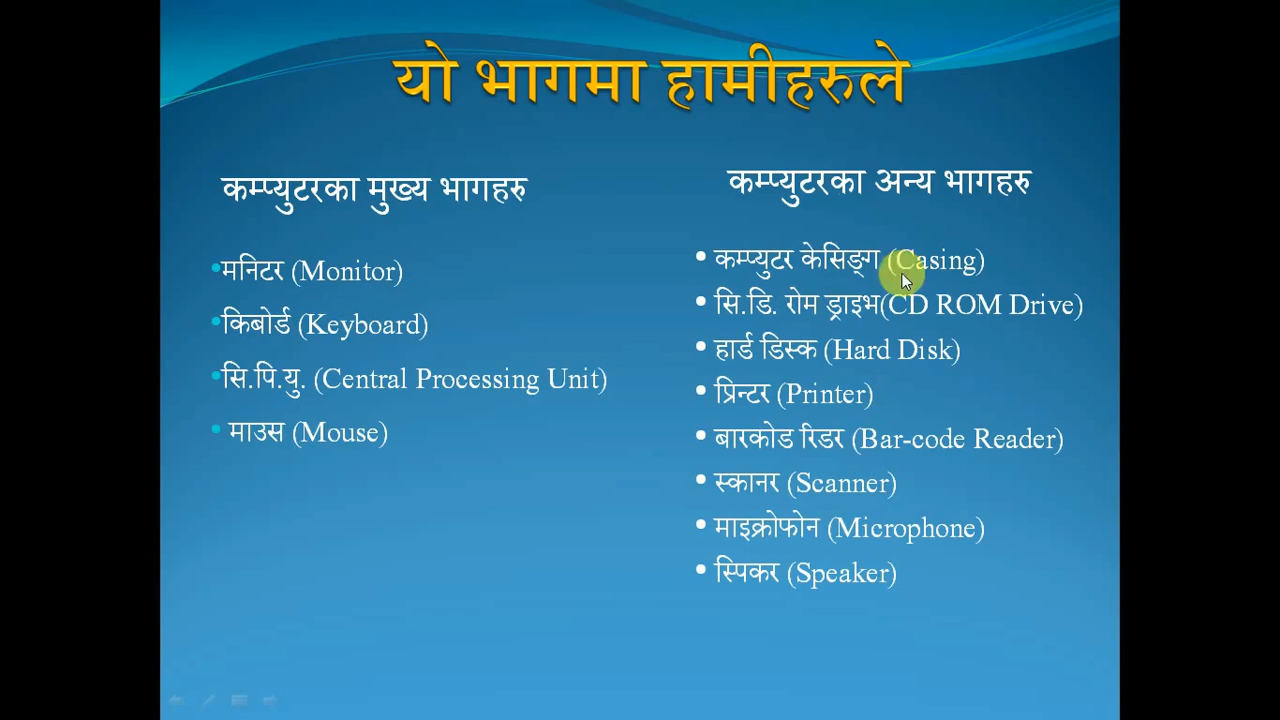 यो भागमा हामीहरुले
कम्प्युटरका मुख्य भागहरु
•मनिटर (Monitor)
•किबोर्ड (Keyboard)
•सि.पि.यु. (Central Processing Unit)
• माउस (Mouse)
कम्प्युटरका अन्य भागहरु
• कम्प्युटर केसिङ्ग (Casing)
• सि.डि. रोम ड्राइभ(CD ROM Drive)
• हार्ड डिस्क (Hard Disk)
• प्रिन्टर (Printer)
• बारकोड रिडर (Bar-code Reader)
• स्कानर (Scanner)
• माइक्रोफोन (Microphone)
• स्पिकर (Speaker)